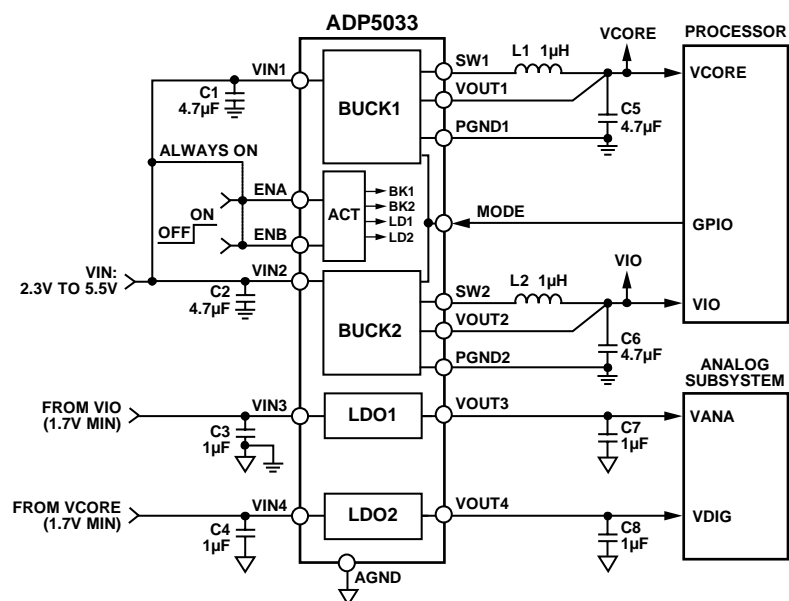 ADP5033
PROCESSOR
VCORE
VIN1
C1
4.7µF
BUCK1
SW1
L1 1µH
VOUT1
PGND1
C5
4.7µF
VCORE
ALWAYS ON
ENA
ON
OFF
ENB
ACT
BK1
BK2
LD1
LD2
MODE
GPIO
VIN:
2.3V TO 5.5V
VIN2
C2
4.7µF
BUCK2
SW2
L2 1µH
VIO
VOUT2
PGND2
C6
4.7µF
VIO
ANALOG
SUBSYSTEM
FROM VIO
(1.7V MIN)
VIN3
C3
1µF
LDO1
VOUT3
C7
1µF
VANA
FROM VCORE
(1.7V MIN)
VIN4
C4
1µF
LDO2
VOUT4
C8
1µF
VDIG
AGND